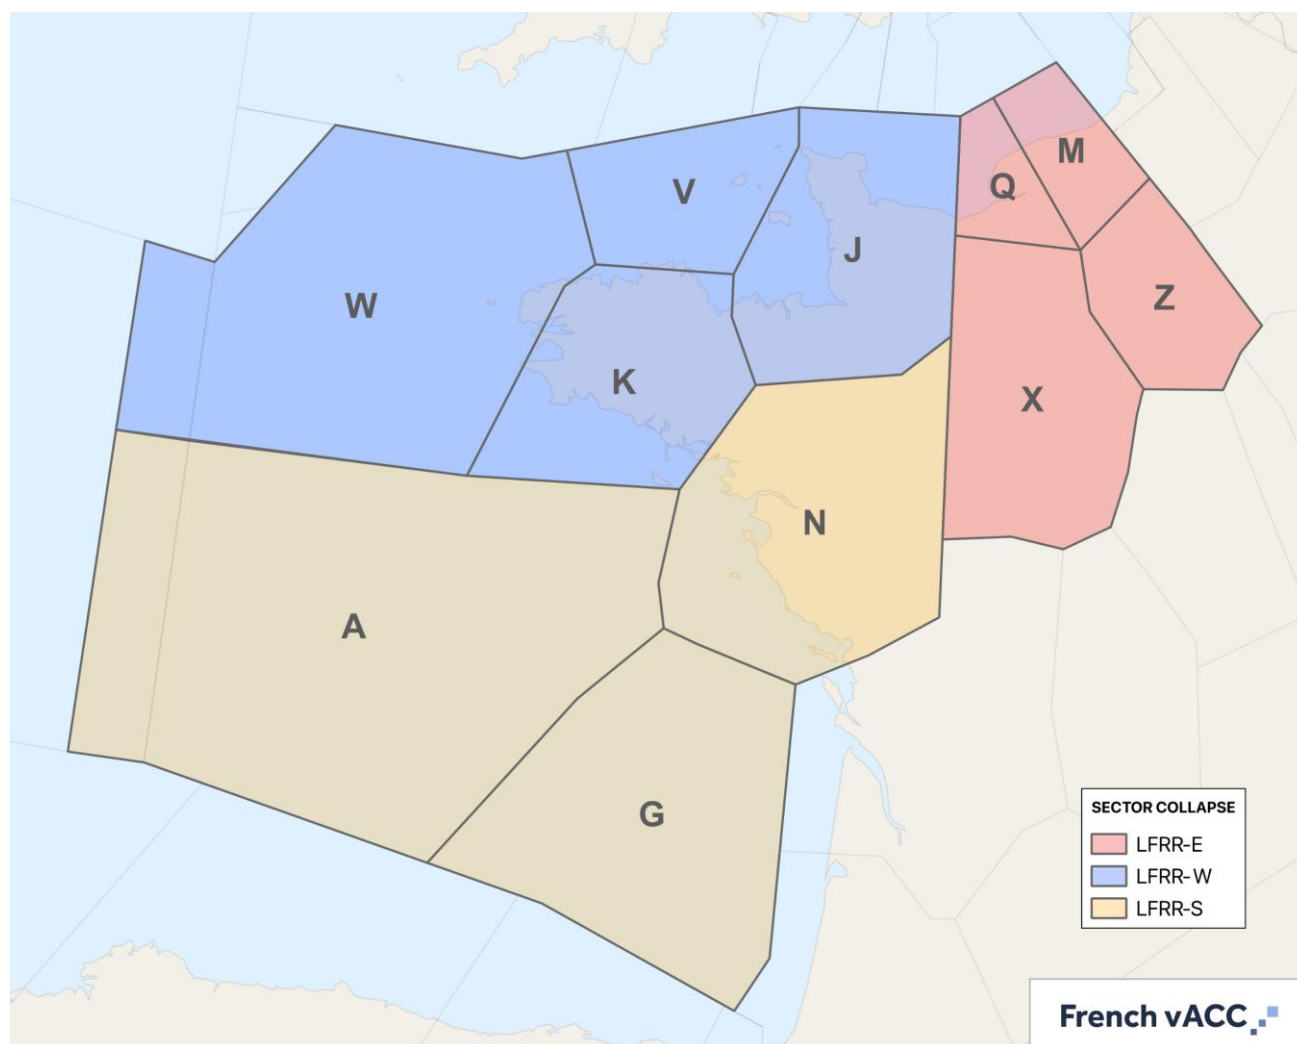 M
V
Q
J
Z
W
K
X
N
A
G
SECTOR COLLAPSE
LFRR-E
LFRR-W
LFRR-S
French vACC